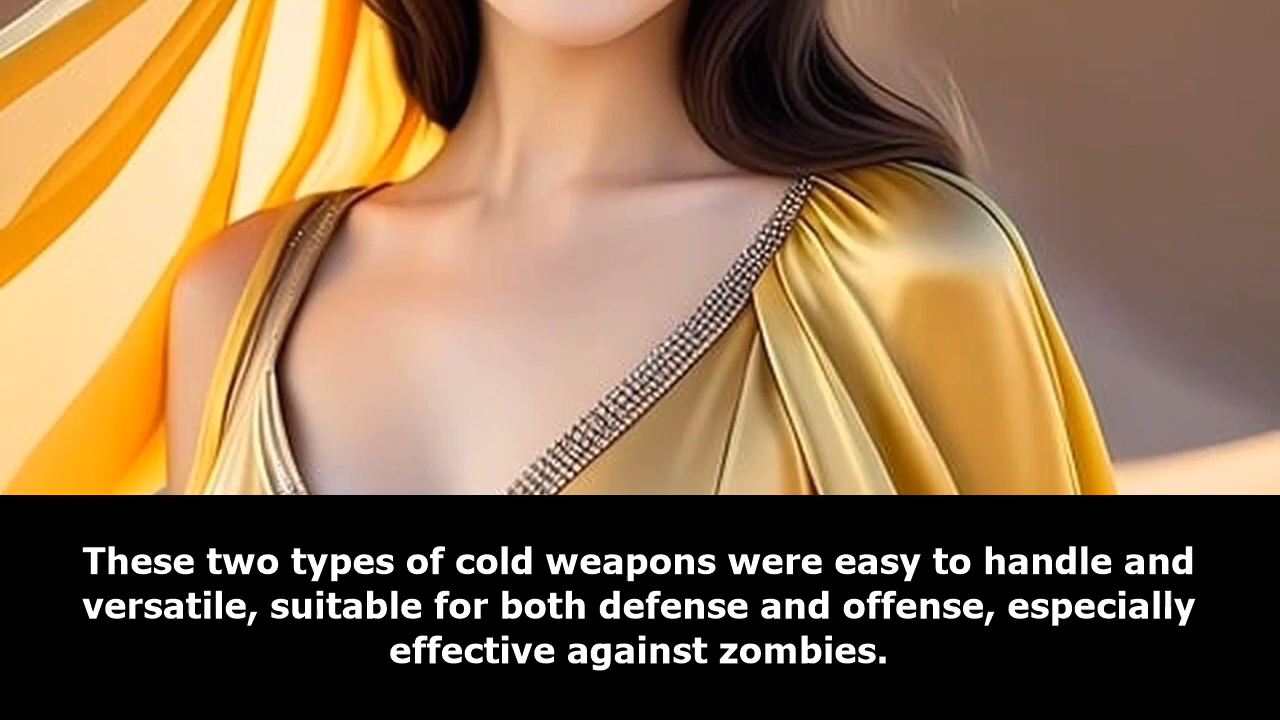 These two types of cold weapons were easy to handle and
versatile, suitable for both defense and offense, especially
effective against zombies.